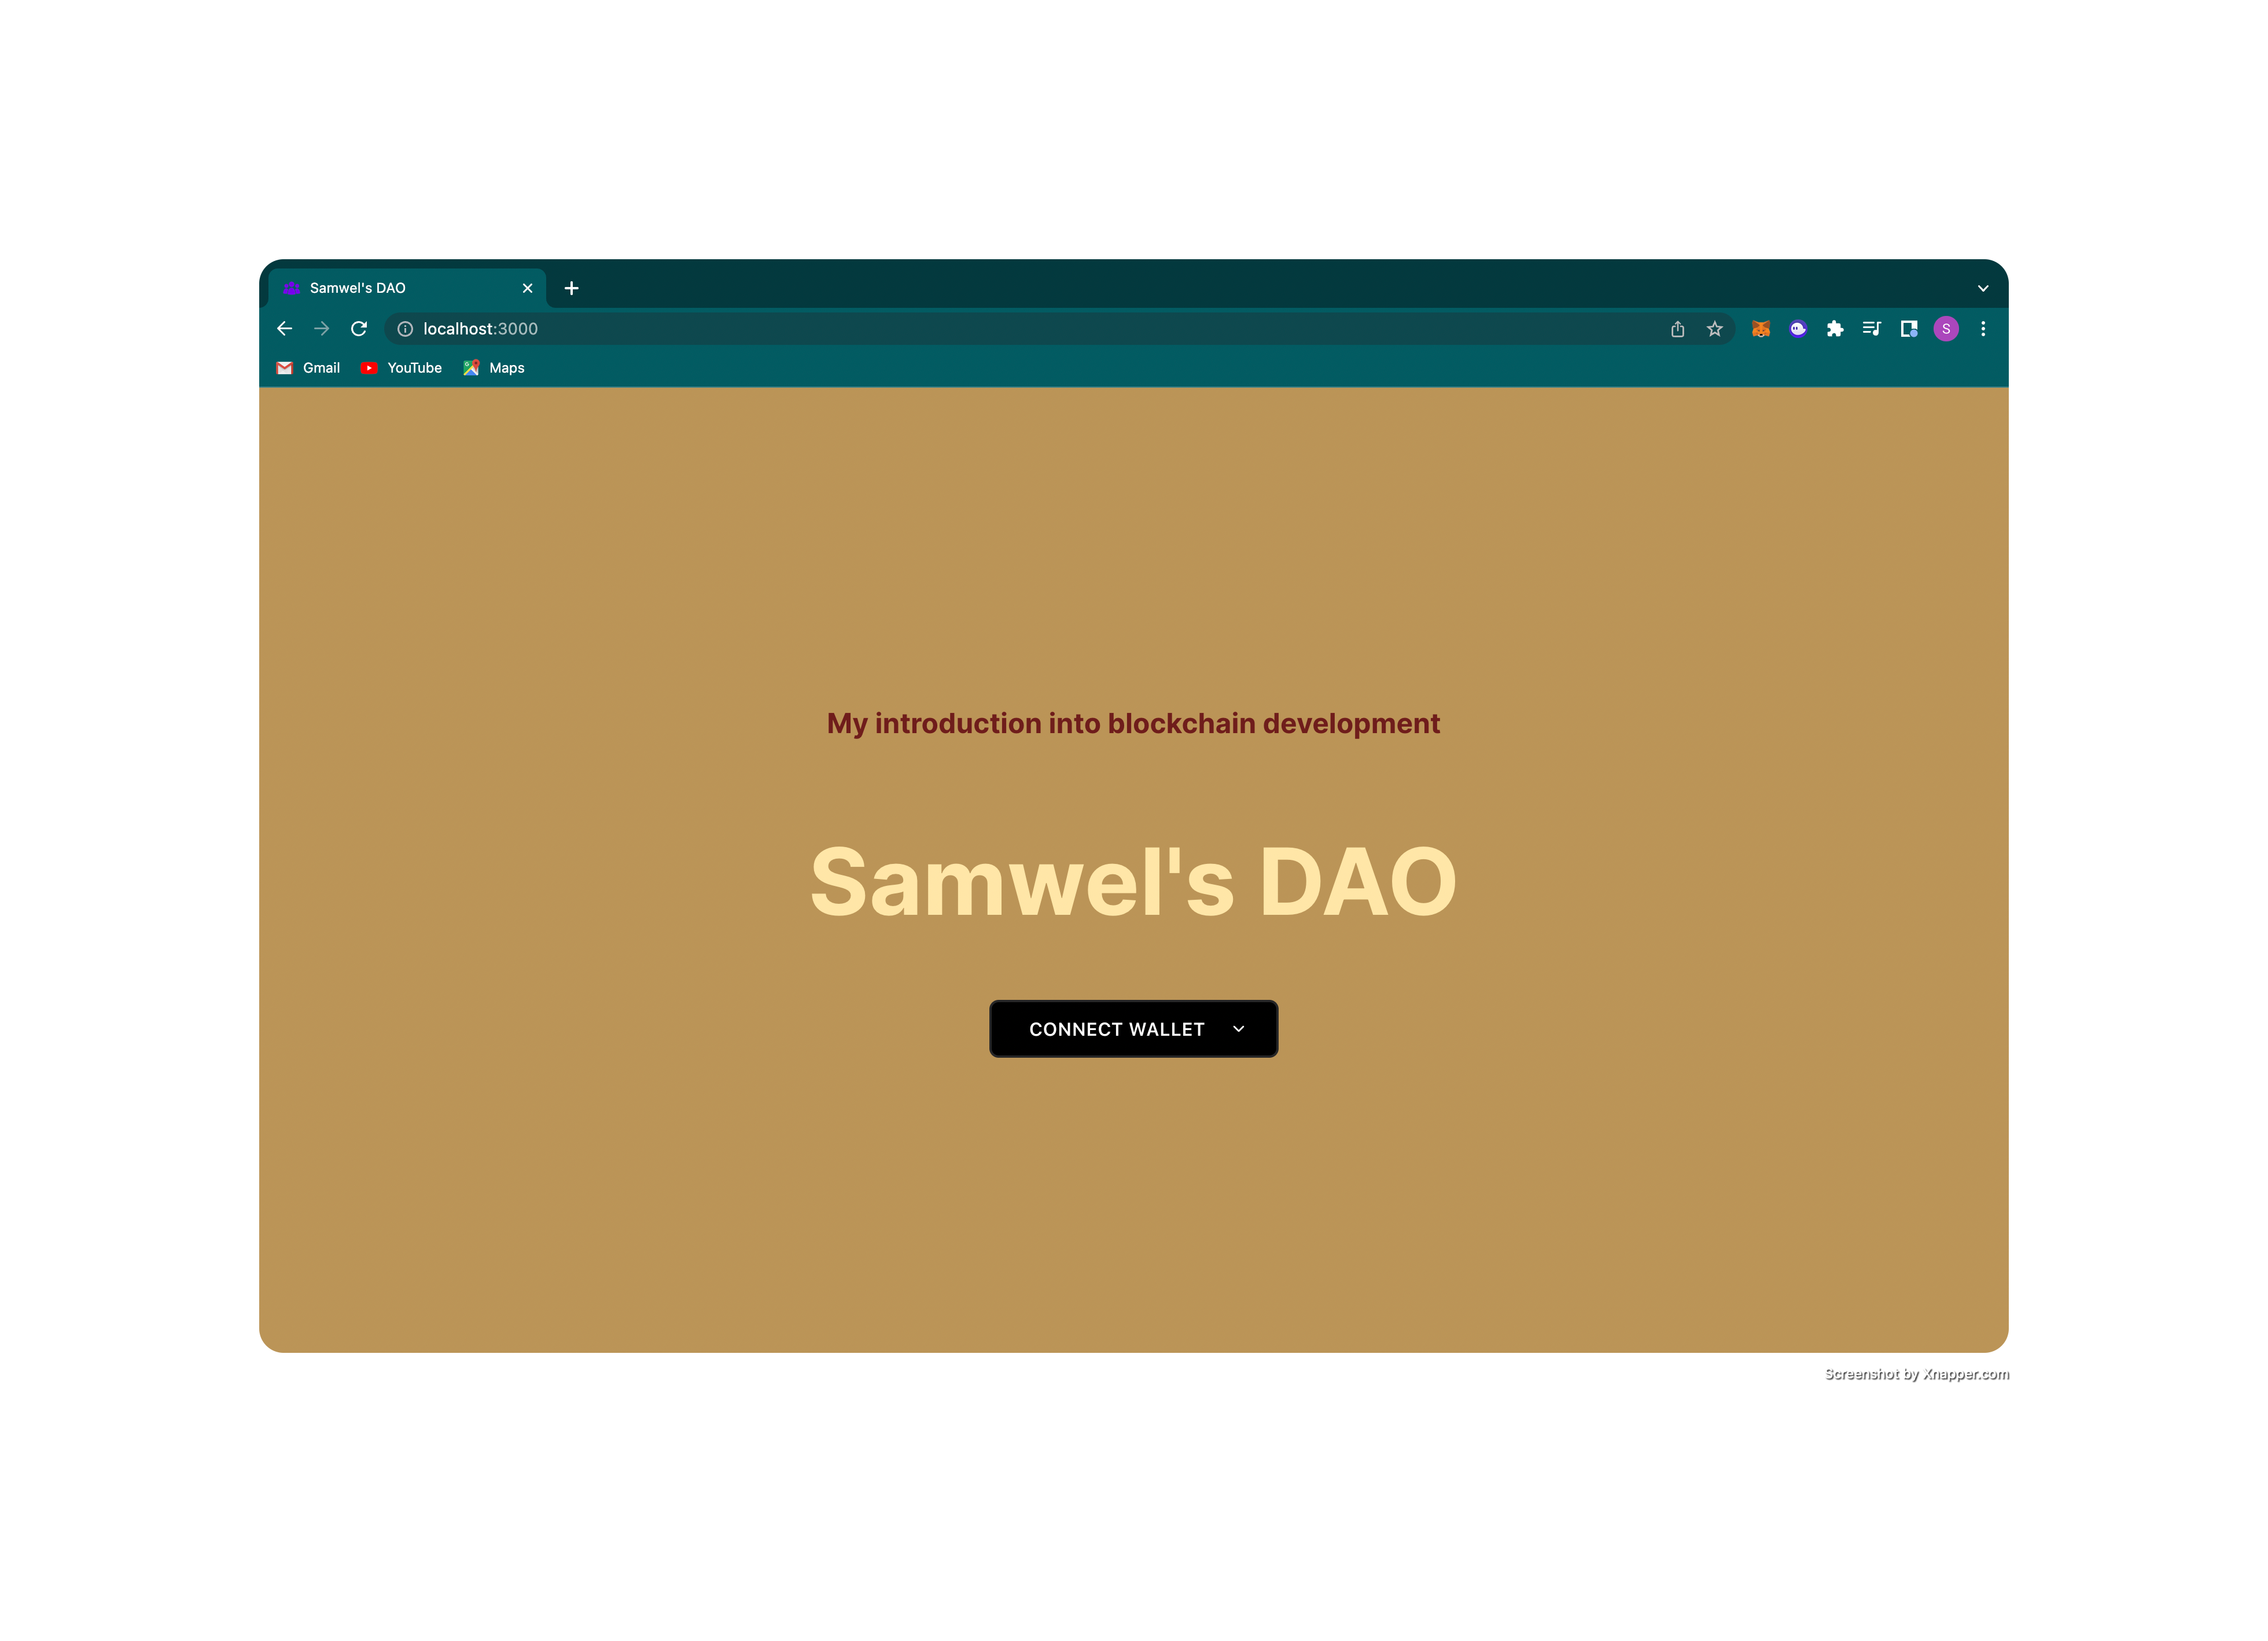 Samwel's DAO
localhost:3000
S
Gmail YouTube Maps
My introduction into blockchain development
Samwel's DAO
CONNECT WALLET
Screenshot by Xnapper.com